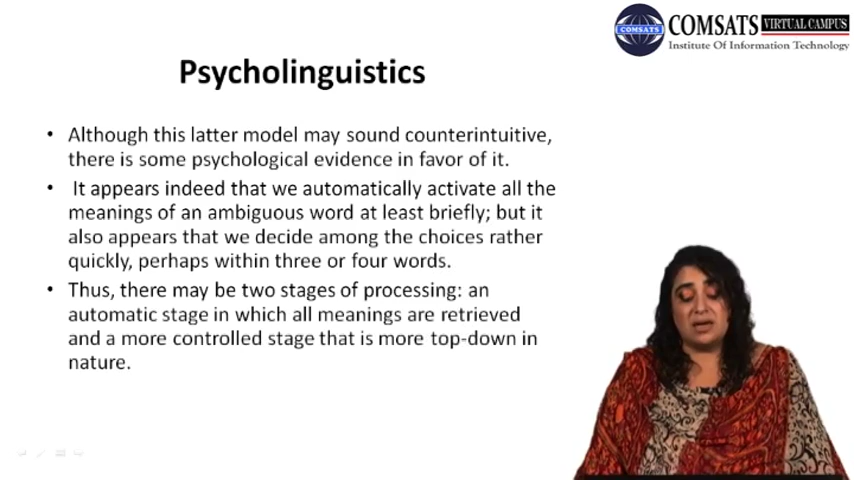 COMSATS
COMSATS VIRTUAL CAMPUS
Institute Of Information Technology
Psycholinguistics
• Although this latter model may sound counterintuitive,
there is some psychological evidence in favor of it.
• It appears indeed that we automatically activate all the
meanings of an ambiguous word at least briefly; but it
also appears that we decide among the choices rather
quickly, perhaps within three or four words.
• Thus, there may be two stages of processing: an
automatic stage in which all meanings are retrieved
and a more controlled stage that is more top-down in
nature.